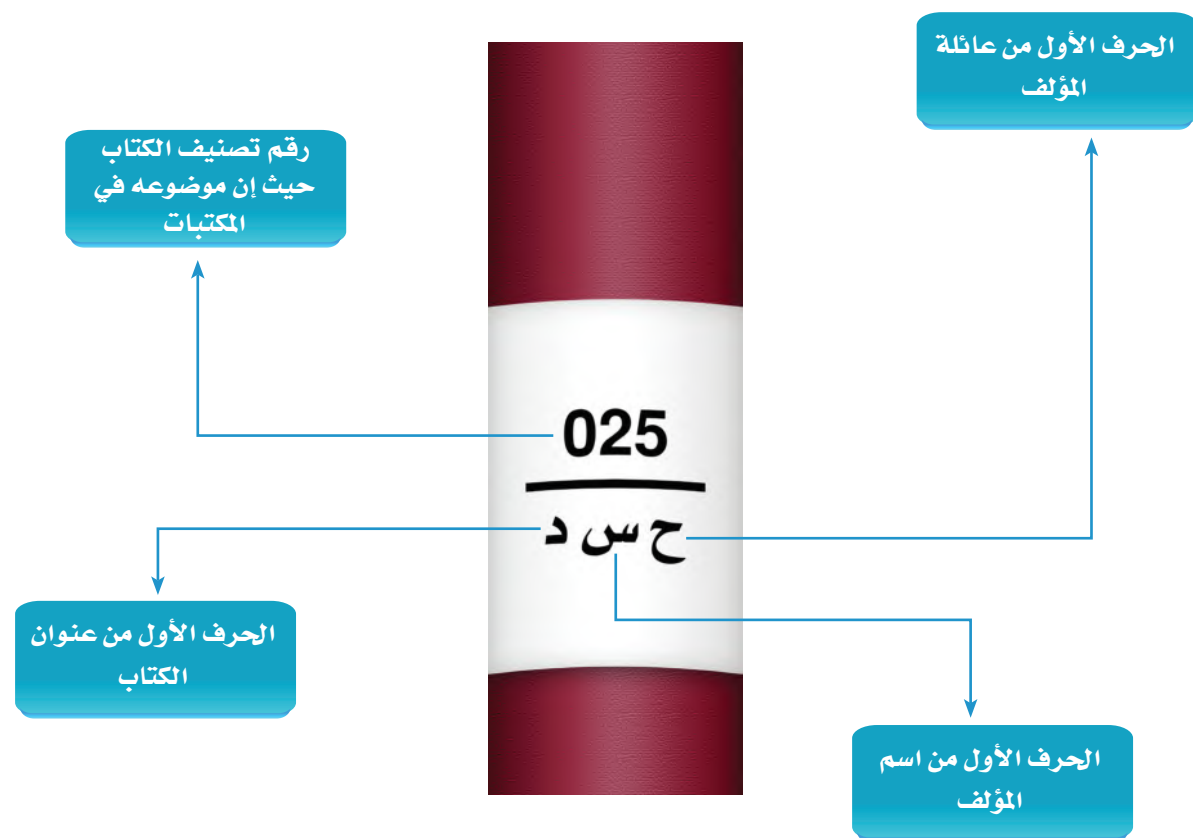 الحرف الأول من عائلة
المؤلف
رقم تصنيف الكتاب
حيث إن موضوعه في
المكتبات
025
ح س د
الحرف الأول من عنوان
الكتاب
الحرف الأول من اسم
المؤلف